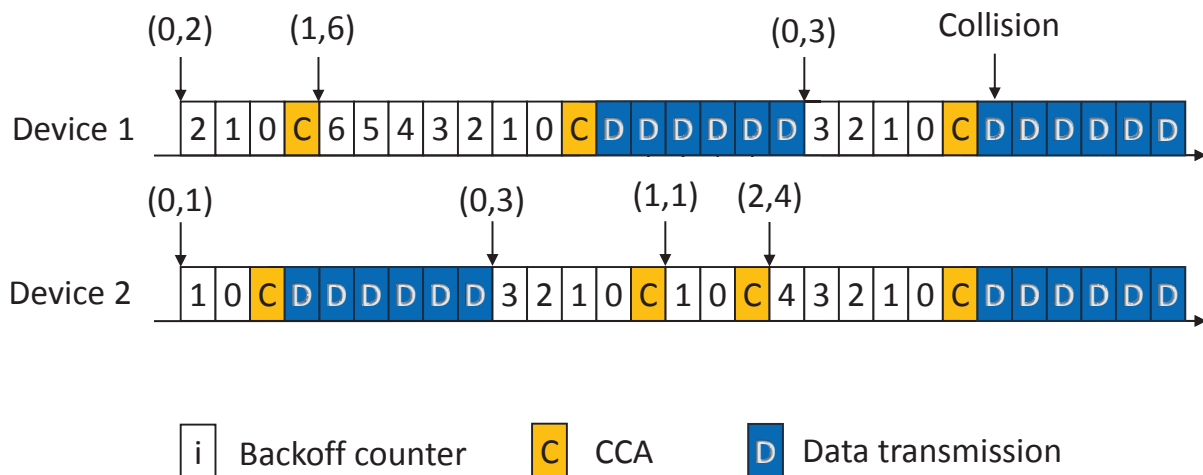 (0,2) (1,6) (0,3) Collision
Device 1 2 1 0 C 6 5 4 3 2 1 0 C D D D D D D 3 2 1 0 C D D D D D D
(0,1) (0,3) (1,1) (2,4)
Device 2 1 0 C D D D D D D 3 2 1 0 C 1 0 C 4 3 2 1 0 C D D D D D D
i Backoff counter C CCA D Data transmission